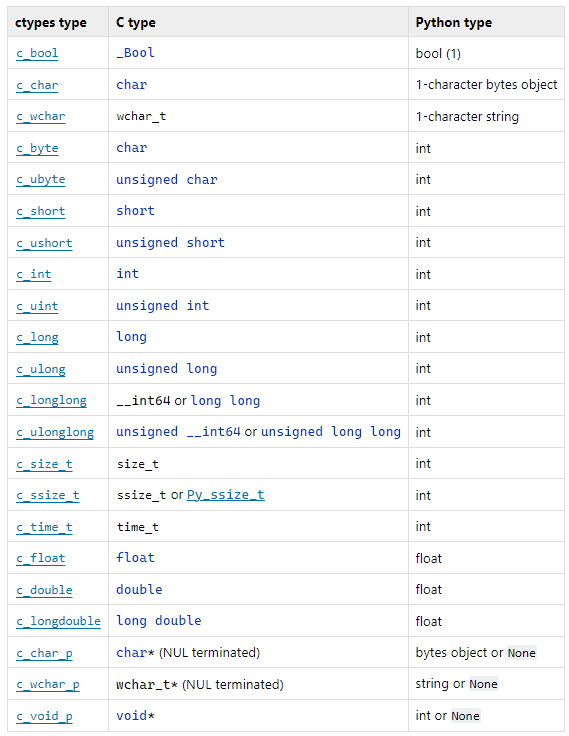 ctypes type C type Python type
c_bool _Bool bool (1)
c_char char 1-character bytes object
c_wchar wchar_t 1-character string
c_byte char int
c_ubyte unsigned char int
c_short short int
c_ushort unsigned short int
c_int int int
c_uint unsigned int int
c_long long int
c_ulong unsigned long int
c_longlong __int64 or long long int
c_ulonglong unsigned __int64 or unsigned long long int
c_size_t size_t int
c_ssize_t ssize_t or Py_ssize_t int
c_time_t time_t int
c_float float float
c_double double float
c_longdouble long double float
c_char_p char* (NUL terminated) bytes object or None
c_wchar_p wchar_t* (NUL terminated) string or None
c_void_p void* int or None